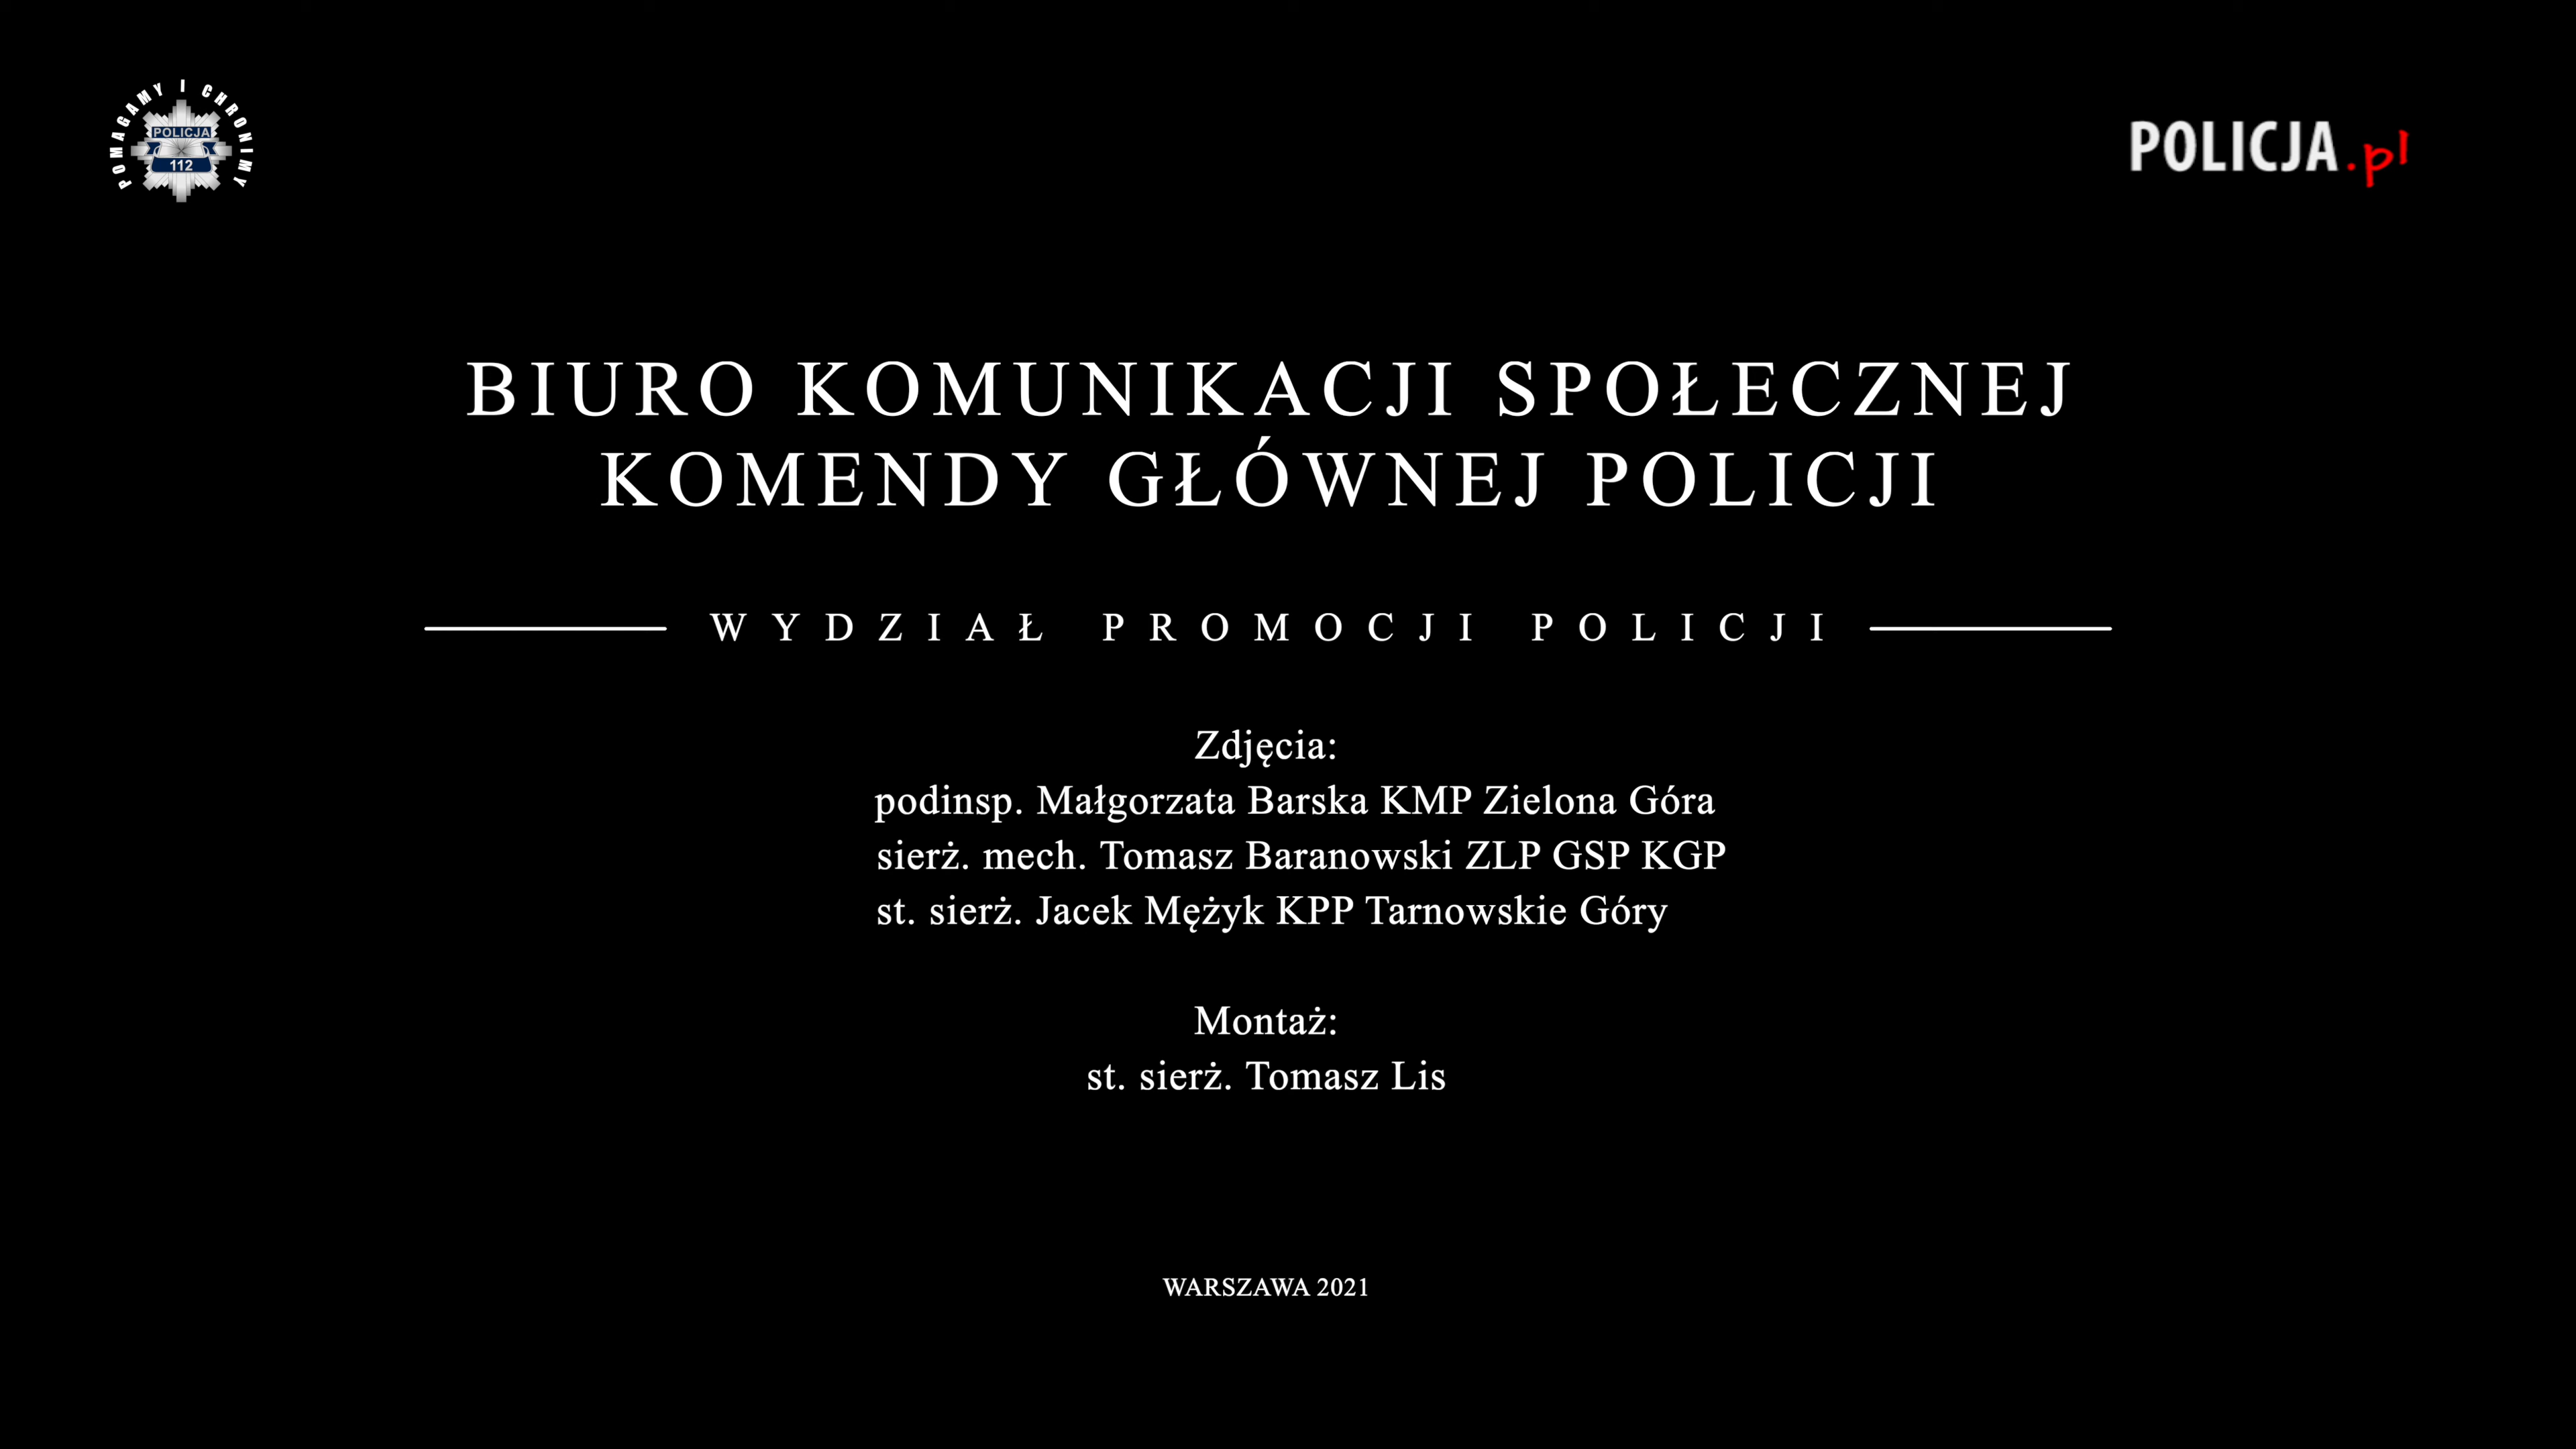 POMAGAMY I CHRONIMY
POLICJA
112
POLICJA.pl
BIURO KOMUNIKACJI SPOŁECZNEJ
KOMENDY GŁÓWNEJ POLICJI
WYDZIAŁ PROMOCJI POLICJI
Zdjęcia:
podinsp. Małgorzata Barska KMP Zielona Góra
sierż. mech. Tomasz Baranowski ZLP GSP KGP
st. sierż. Jacek Mężyk KPP Tarnowskie Góry
Montaż:
st. sierż. Tomasz Lis
WARSZAWA 2021